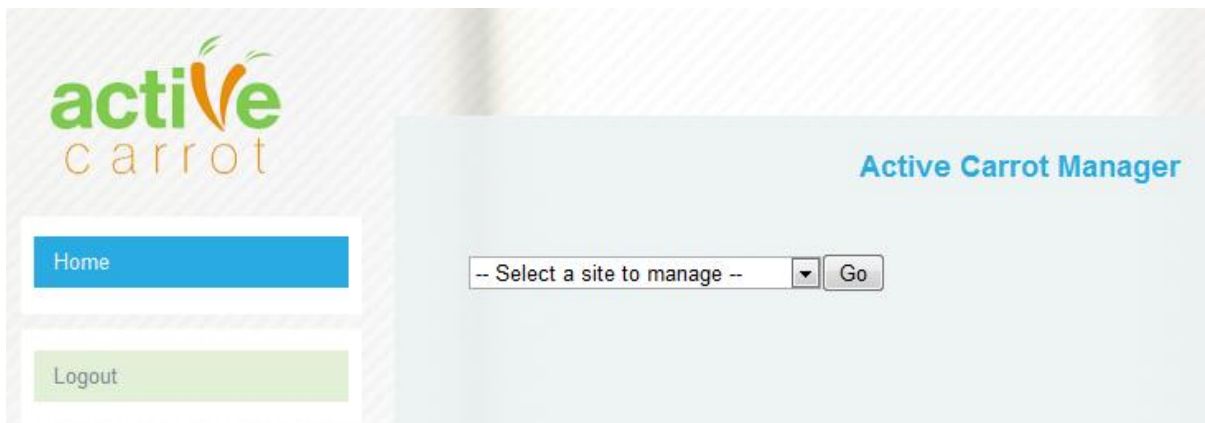 active
carrot
Active Carrot Manager
Home
-- Select a site to manage --
Go
Logout